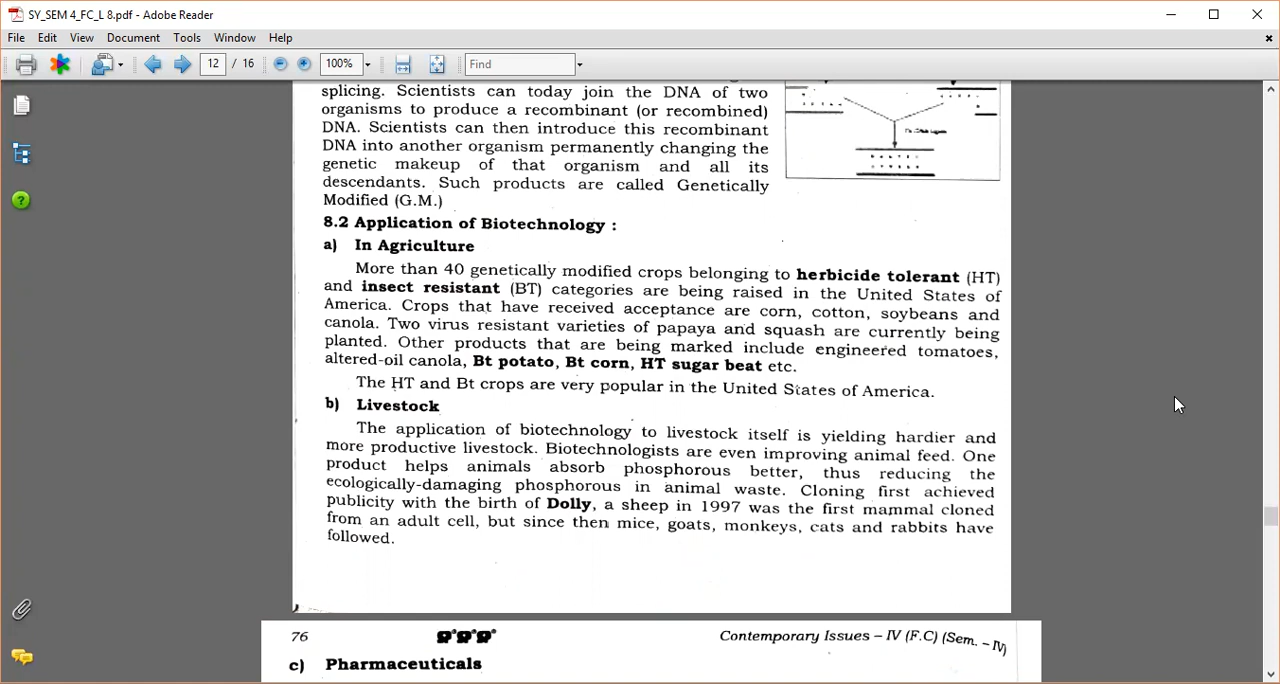 SY_SEM 4_FC_L 8.pdf - Adobe Reader
File Edit View Document Tools Window Help
12 / 16 100% Find
splicing. Scientists can today join the DNA of two
organisms to produce a recombinant (or recombined)
DNA. Scientists can then introduce this recombinant
DNA into another organism permanently changing the
genetic makeup of that organism and all its
descendants. Such products are called Genetically
Modified (G.M.)
8.2 Application of Biotechnology :
a) In Agriculture
More than 40 genetically modified crops belonging to herbicide tolerant (HT)
and insect resistant (BT) categories are being raised in the United States of
America. Crops that have received acceptance are corn, cotton, soybeans and
canola. Two virus resistant varieties of papaya and squash are currently being
planted. Other products that are being marked include engineered tomatoes,
altered-oil canola, Bt potato, Bt corn, HT sugar beat etc.
The HT and Bt crops are very popular in the United States of America.
b) Livestock
The application of biotechnology to livestock itself is yielding hardier and
more productive livestock. Biotechnologists are even improving animal feed. One
product helps animals absorb phosphorous better, thus reducing the
ecologically-damaging phosphorous in animal waste. Cloning first achieved
publicity with the birth of Dolly, a sheep in 1997 was the first mammal cloned
from an adult cell, but since then mice, goats, monkeys, cats and rabbits have
followed.
76 Contemporary Issues – IV (F.C) (Sem. – IV)
c) Pharmaceuticals